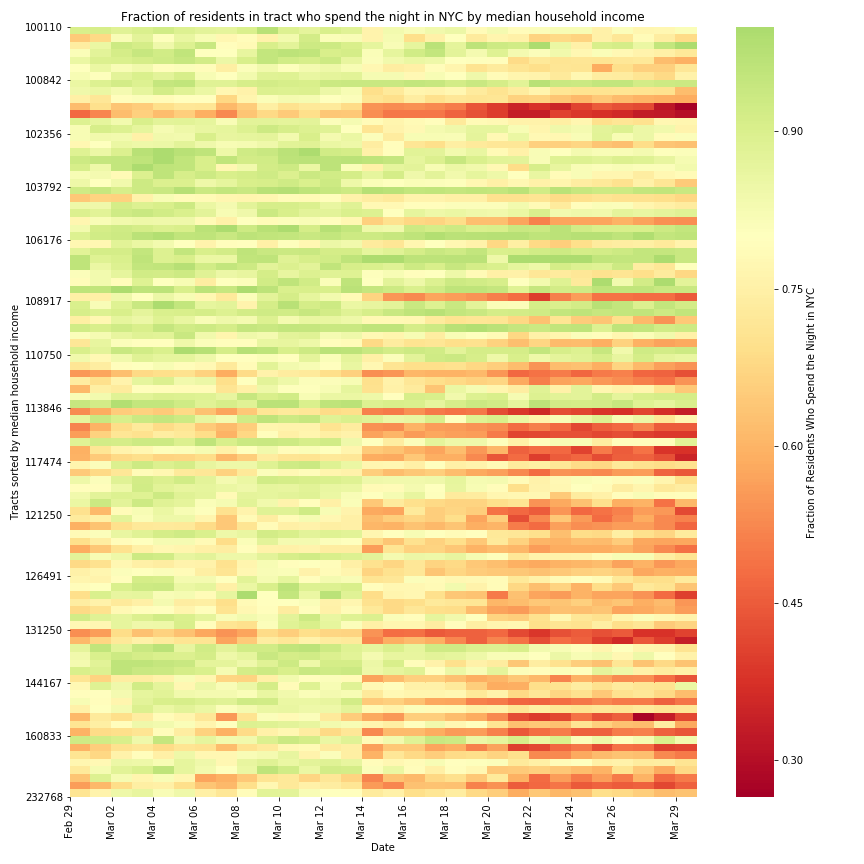 Fraction of residents in tract who spend the night in NYC by median household income
100110
100842
102356
103792
106176
108917
110750
113846
117474
121250
126491
131250
144167
160833
232768
Tracts sorted by median household income
Feb 29
Mar 02
Mar 04
Mar 06
Mar 08
Mar 10
Mar 12
Mar 14
Mar 16
Mar 18
Mar 20
Mar 22
Mar 24
Mar 26
Mar 29
Date
0.90
0.75
0.60
0.45
0.30
Fraction of Residents Who Spend the Night in NYC